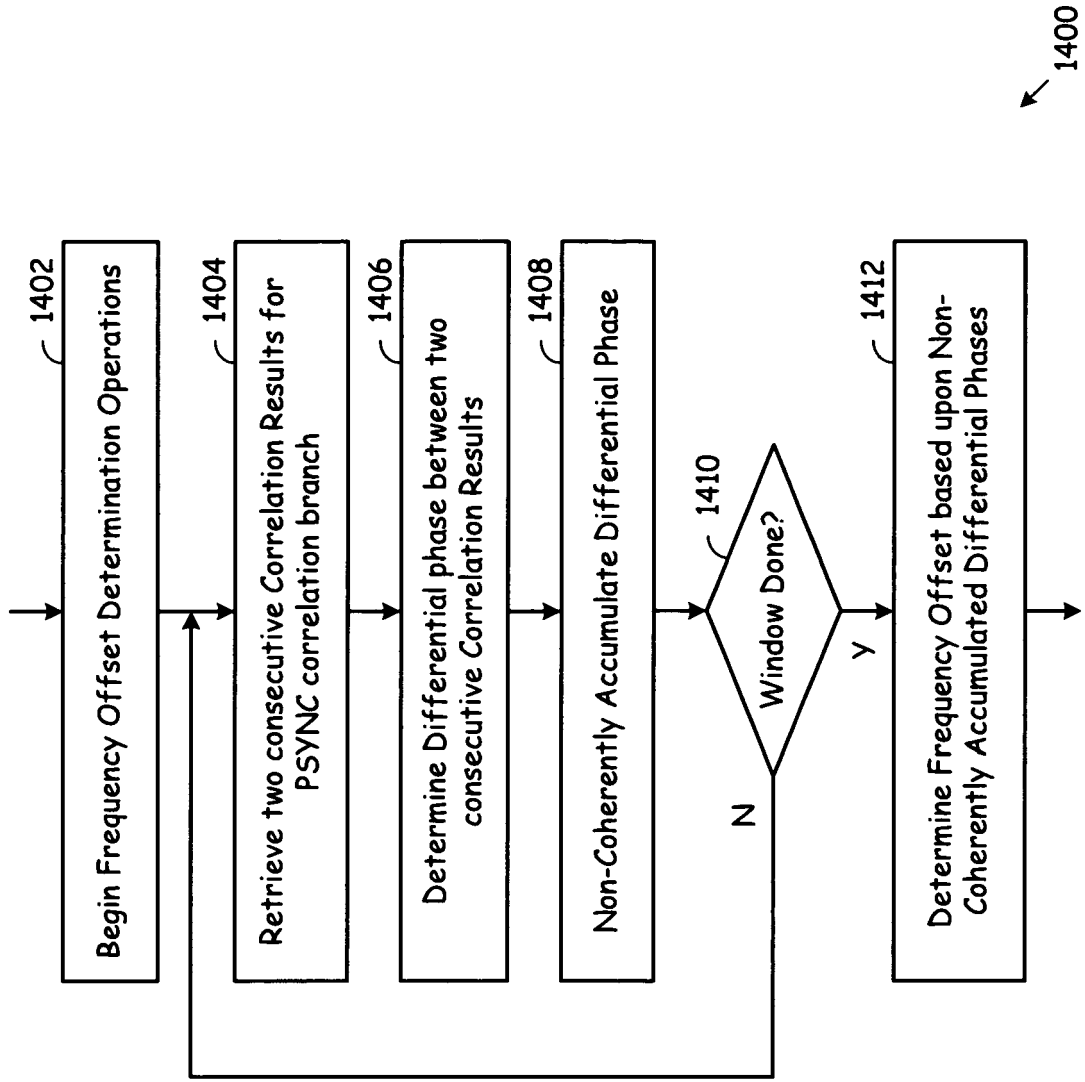 1402
Begin Frequency Offset Determination Operations
1404
Retrieve two consecutive Correlation Results for
PSYNC correlation branch
1406
Determine Differential phase between two
consecutive Correlation Results
1408
Non-Coherently Accumulate Differential Phase
1410
Window Done?
N
Y
1412
Determine Frequency Offset based upon Non-
Coherently Accumulated Differential Phases
1400